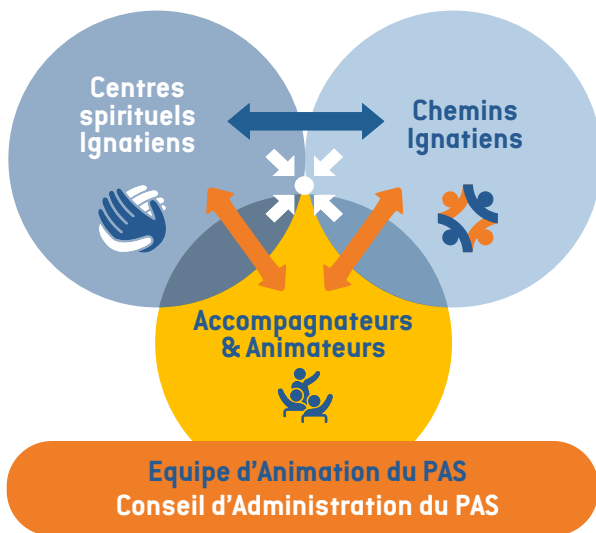 Centres
spirituels
Ignatiens
Chemins
Ignatiens
Accompagnateurs
& Animateurs
Equipe d'Animation du PAS
Conseil d'Administration du PAS